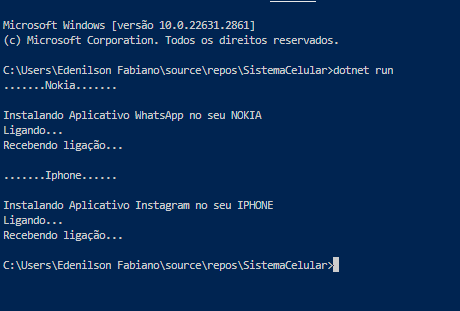 Microsoft Windows [versão 10.0.22631.2861]
(c) Microsoft Corporation. Todos os direitos reservados.
C:\Users\Edenilson Fabiano\source\repos\SistemaCelular>dotnet run
.......Nokia.......
Instalando Aplicativo WhatsApp no seu NOKIA
Ligando...
Recebendo ligação...
.......Iphone......
Instalando Aplicativo Instagram no seu IPHONE
Ligando...
Recebendo ligação...
C:\Users\Edenilson Fabiano\source\repos\SistemaCelular>